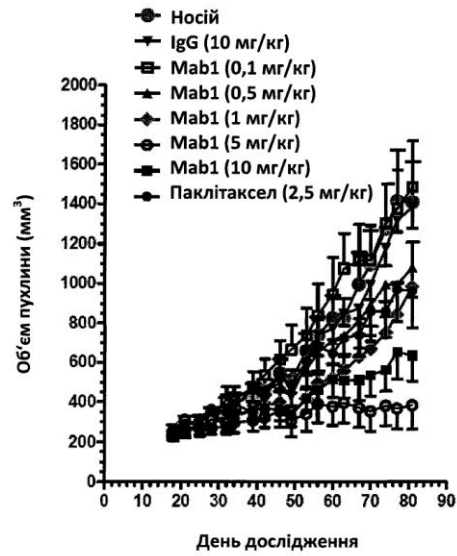 Носій
IgG (10 мг/кг)
Mab1 (0,1 мг/кг)
Mab1 (0,5 мг/кг)
Mab1 (1 мг/кг)
Mab1 (5 мг/кг)
Mab1 (10 мг/кг)
Паклітаксел (2,5 мг/кг)
Об'єм пухлини (мм³)
2000
1800
1600
1400
1200
1000
800
600
400
200
0
0 10 20 30 40 50 60 70 80 90
День дослідження